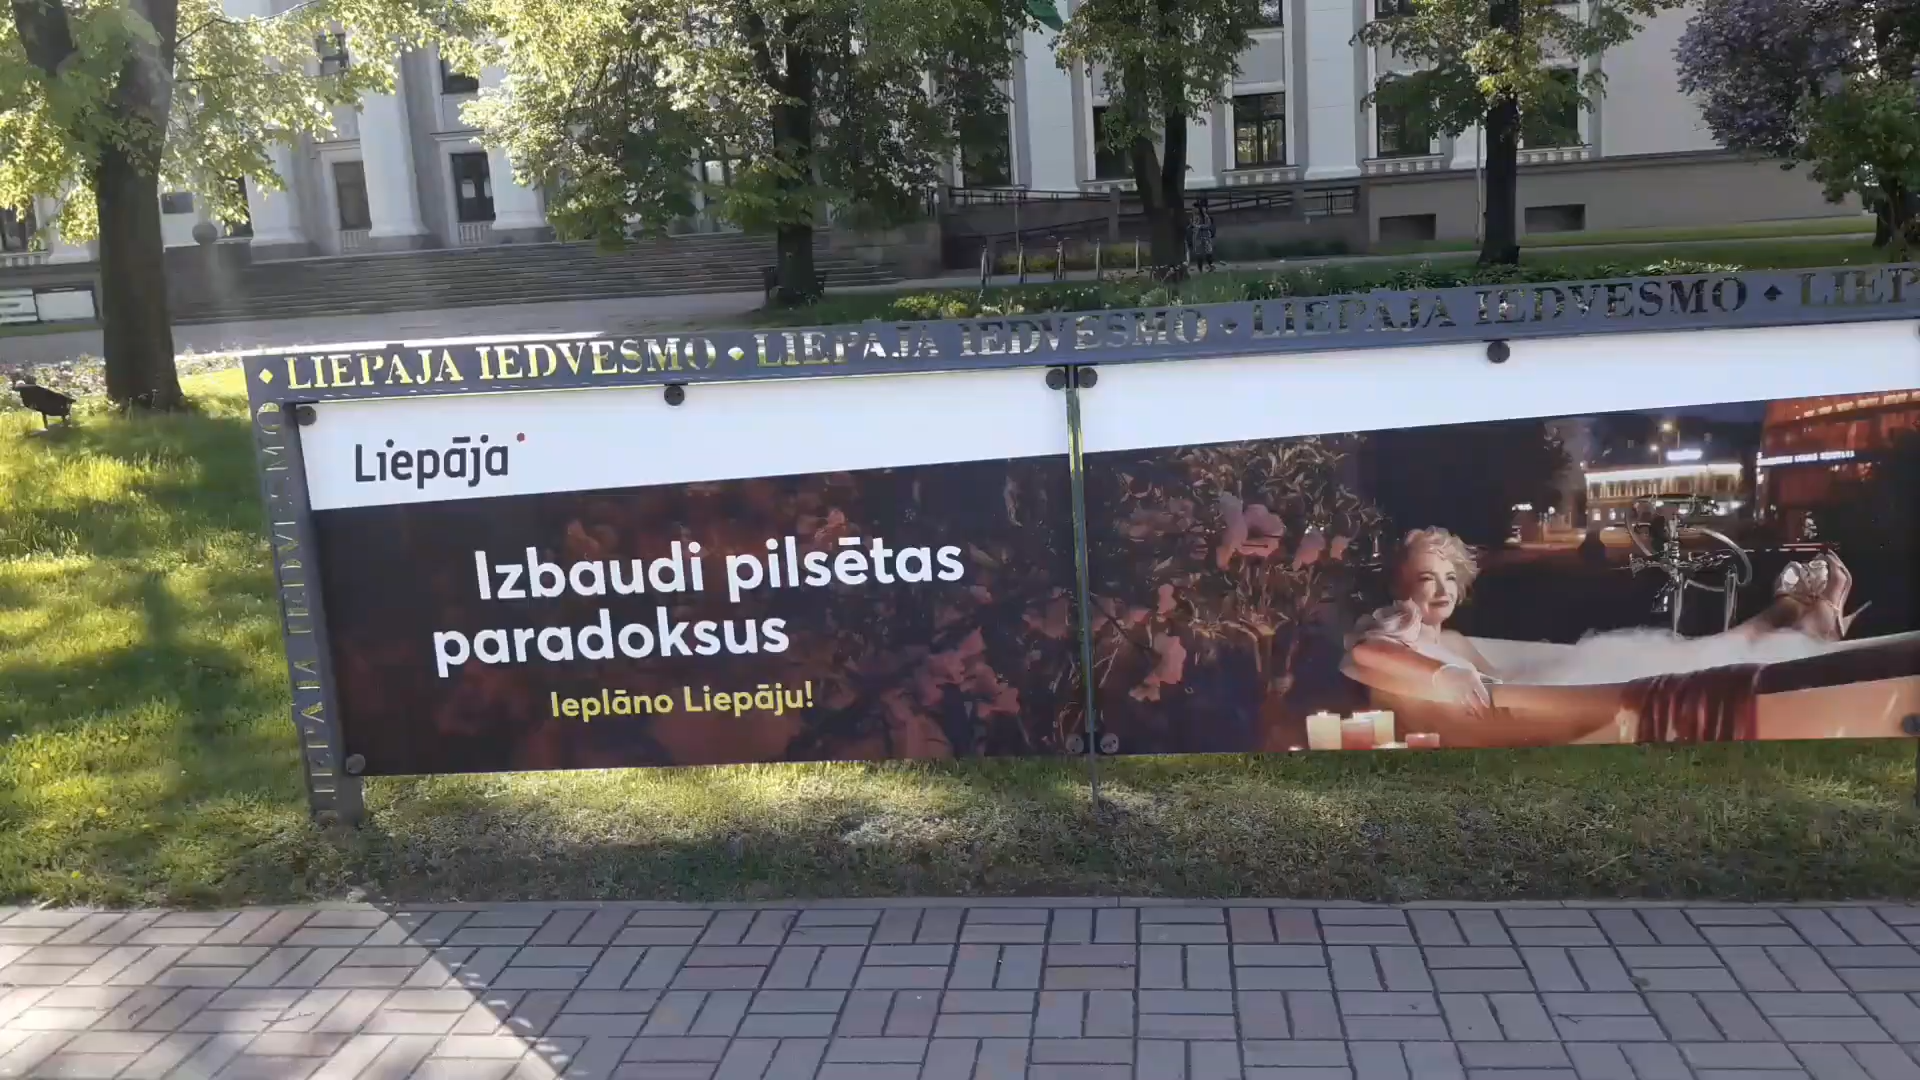 LIEPĀJA IEDVESMO • LIEPĀJA IEDVESMO • LIEPĀJA IEDVESMO • LIEP
Liepāja
Izbaudi pilsētas
paradoksus
Ieplāno Liepāju!